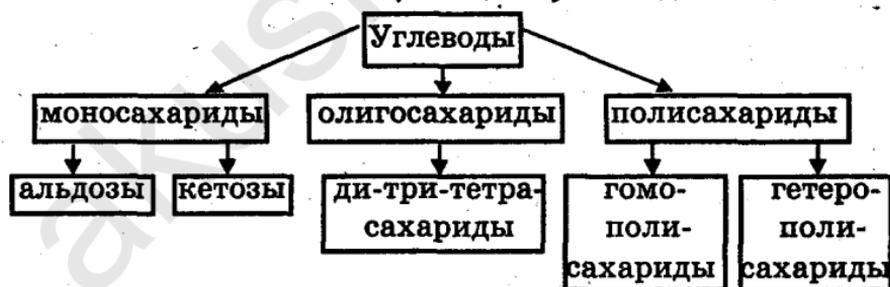 Углеводы
моносахариды олигосахариды полисахариды
альдозы кетозы ди-три-тетра-
сахариды
гомо-
поли-
сахариды
гетеро-
поли-
сахариды